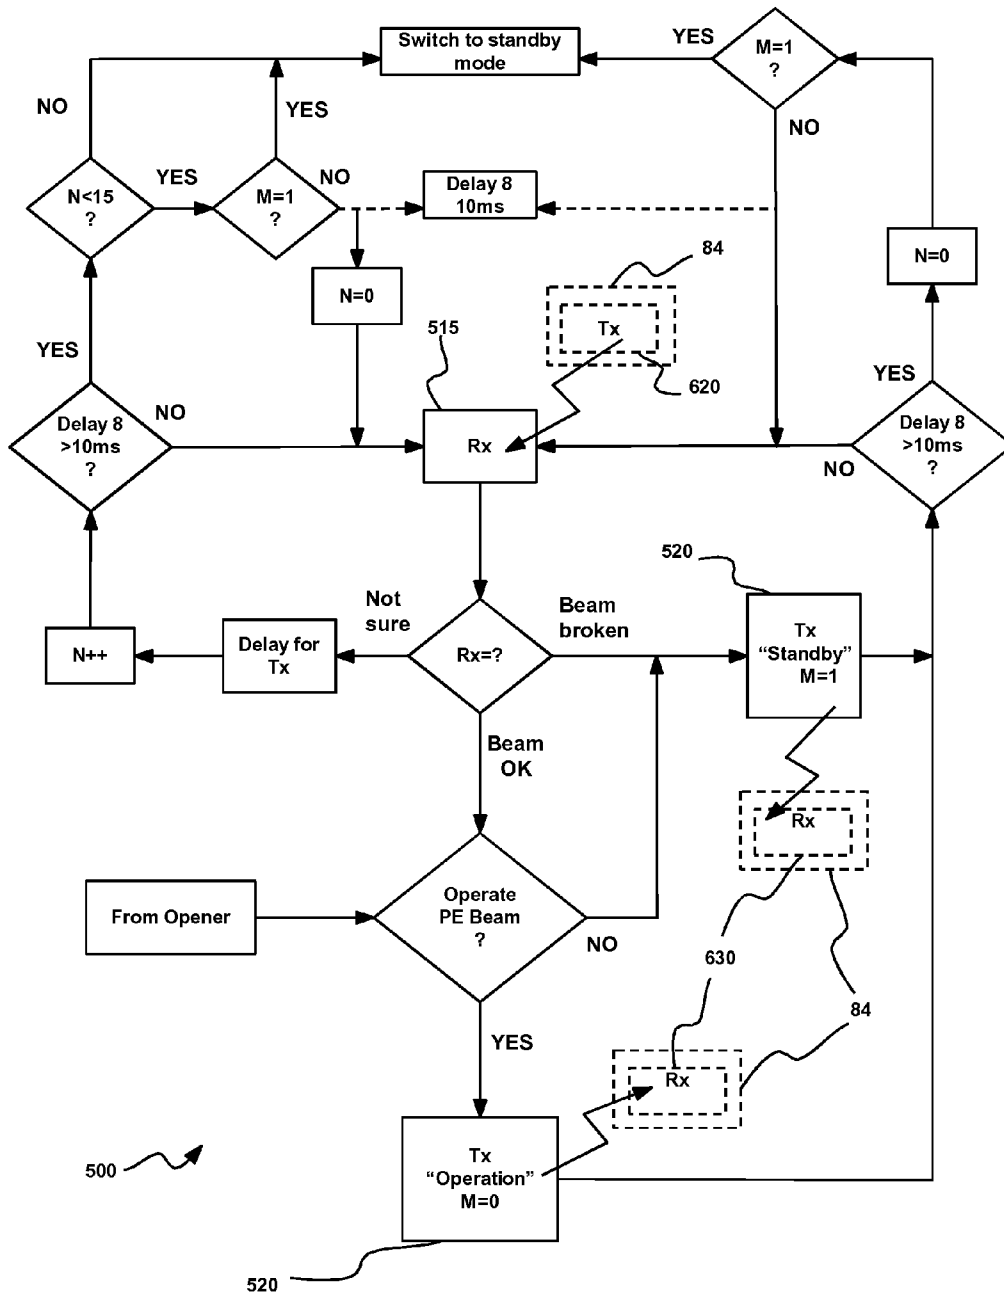 Switch to standby
mode
YES
M=1
?
NO
NO
YES
N<15
?
YES
M=1
?
NO
Delay 8
10ms
N=0
84
N=0
Tx
515
620
YES
YES
Delay 8
>10ms
?
NO
Rx
Delay 8
>10ms
?
NO
520
Not
sure
Beam
broken
N++
Delay for
Tx
Rx=?
Tx
“Standby”
M=1
Beam
OK
Rx
From Opener
Operate
PE Beam
?
NO
630
84
YES
Rx
Tx
“Operation”
M=0
500
520